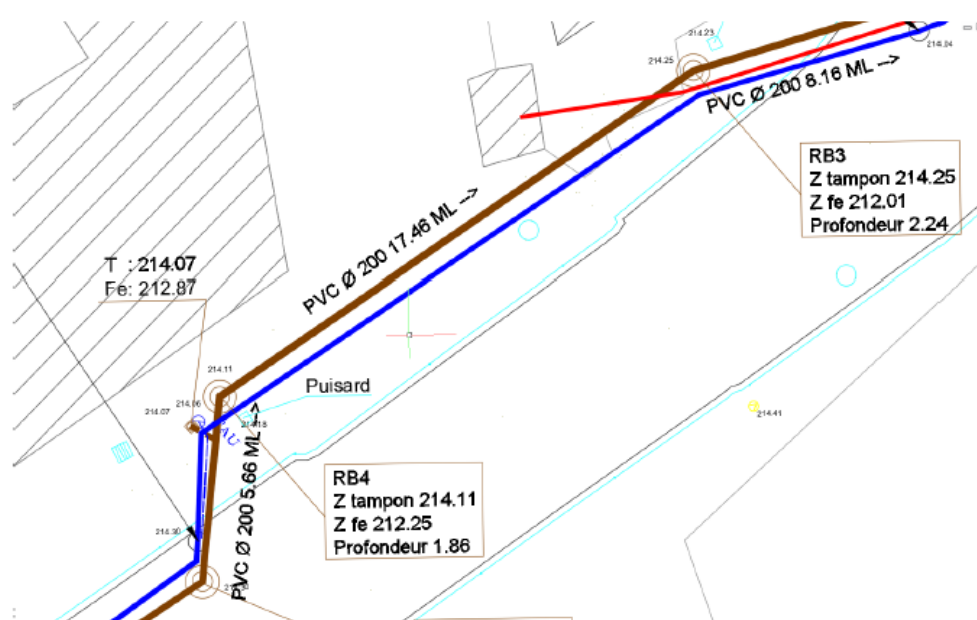 214.23
214.04
214.25
PVC Ø 200 8.16 ML -->
RB3
Z tampon 214.25
Z fe 212.01
Profondeur 2.24
PVC Ø 200 17.46 ML -->
T : 214.07
Fe: 212.87
214.11
Puisard
214.06
214.07
214.18
214.41
PVC Ø 200 5.66 ML -->
RB4
Z tampon 214.11
Z fe 212.25
Profondeur 1.86
214.30